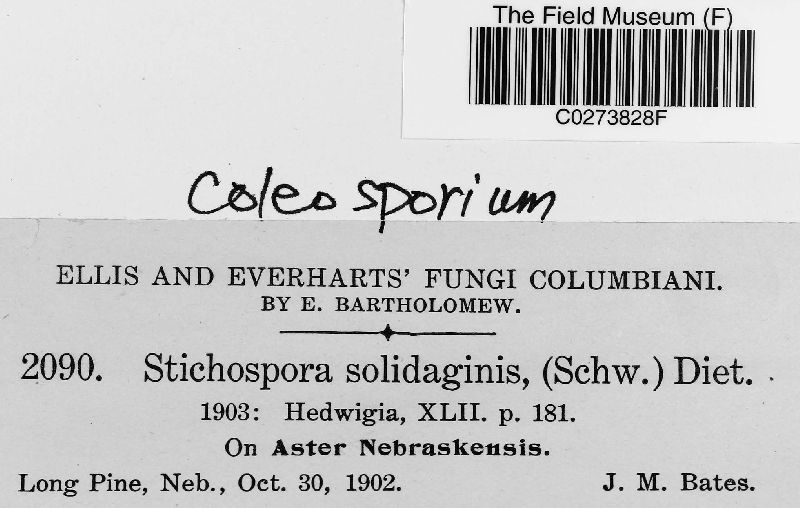 The Field Museum (F)
C0273828F
Coleosporium
ELLIS AND EVERHARTS' FUNGI COLUMBIANI.
BY E. BARTHOLOMEW.
2090. Stichospora solidaginis, (Schw.) Diet.
1903: Hedwigia, XLII. p. 181.
On Aster Nebraskensis.
Long Pine, Neb., Oct. 30, 1902. J. M. Bates.